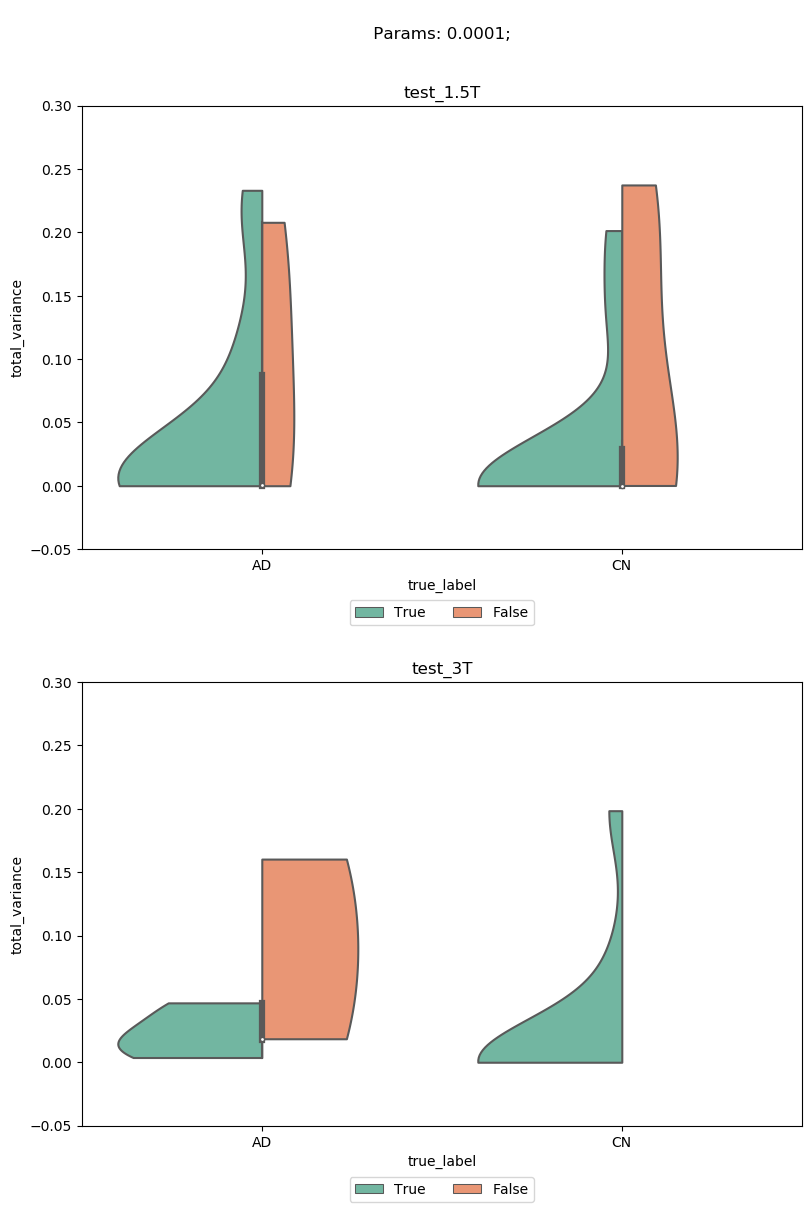 Params: 0.0001;
test_1.5T
0.30
0.25
0.20
0.15
0.10
0.05
0.00
−0.05
total_variance
AD CN
true_label
True False
test_3T
0.30
0.25
0.20
0.15
0.10
0.05
0.00
−0.05
total_variance
AD CN
true_label
True False